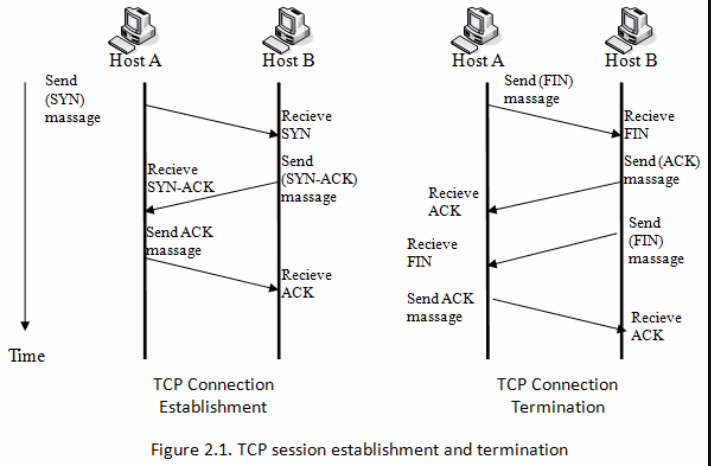 Host A
Host B
Send
(SYN)
massage
Recieve
SYN
Send
(SYN-ACK)
massage
Recieve
SYN-ACK
Send ACK
massage
Recieve
ACK
Time
TCP Connection
Establishment
Host A
Host B
Send (FIN)
massage
Recieve
FIN
Send (ACK)
massage
Recieve
ACK
Send
(FIN)
massage
Recieve
FIN
Send ACK
massage
Recieve
ACK
TCP Connection
Termination
Figure 2.1. TCP session establishment and termination